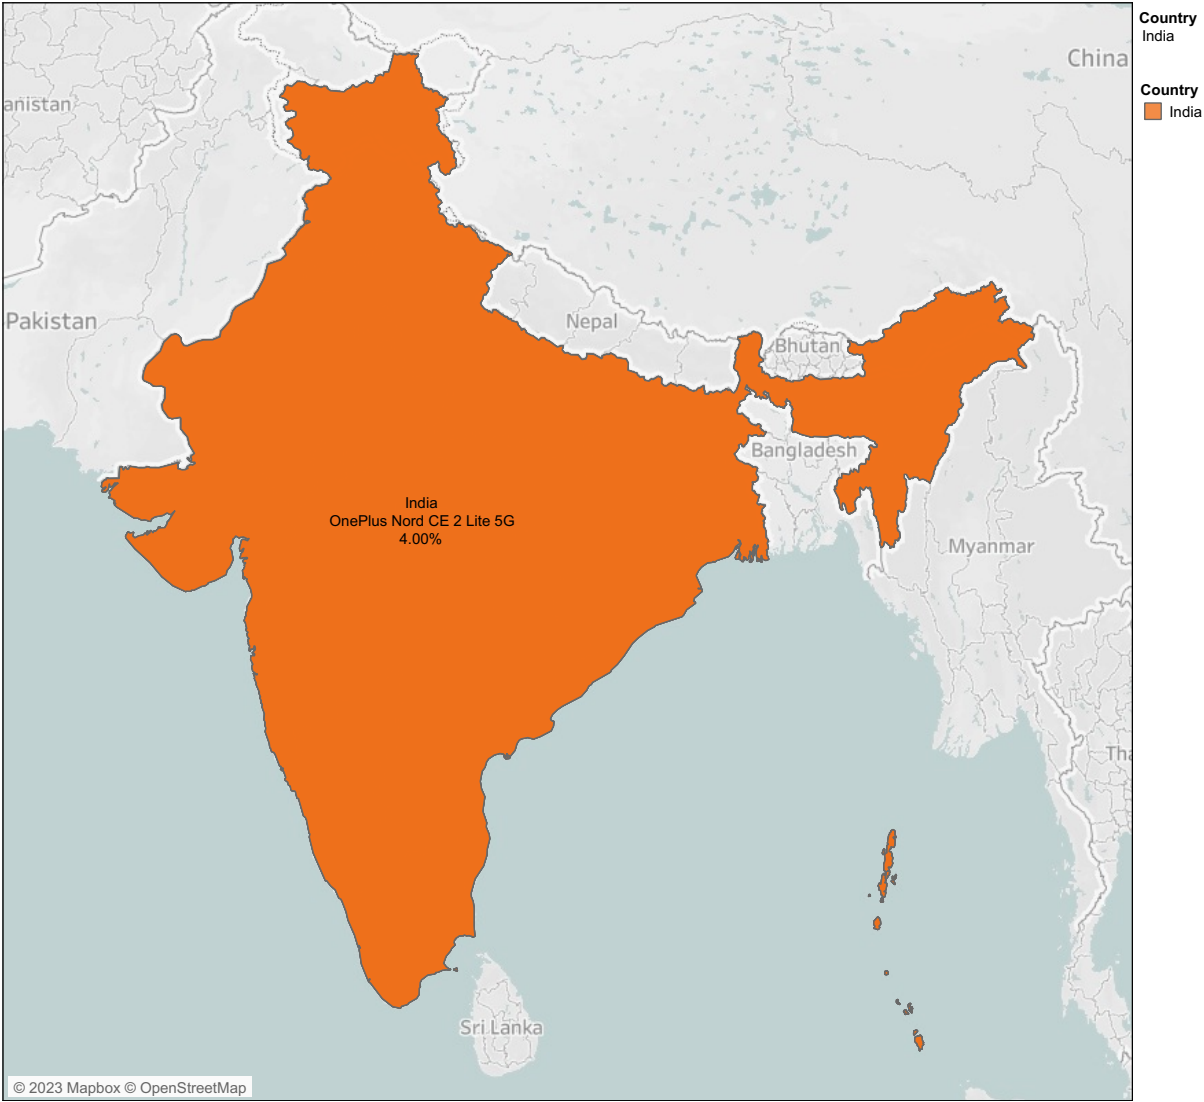 Country
India
China
Country
India
anistan
Pakistan
Nepal
Bhutan
Bangladesh
India
OnePlus Nord CE 2 Lite 5G
4.00%
Myanmar
Tha
Sri Lanka
© 2023 Mapbox © OpenStreetMap